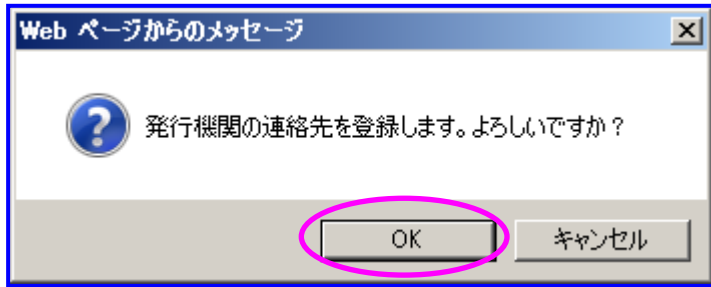 Web ページからのメッセージ
発行機関の連絡先を登録します。よろしいですか？
OK
キャンセル